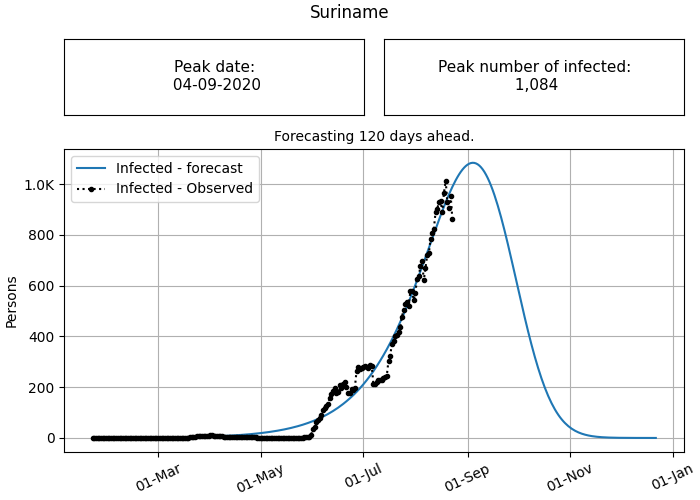 Suriname
Peak date:
04-09-2020
Peak number of infected:
1,084
Forecasting 120 days ahead.
Infected - forecast
Infected - Observed
Persons
1.0K
800
600
400
200
0
01-Mar
01-May
01-Jul
01-Sep
01-Nov
01-Jan